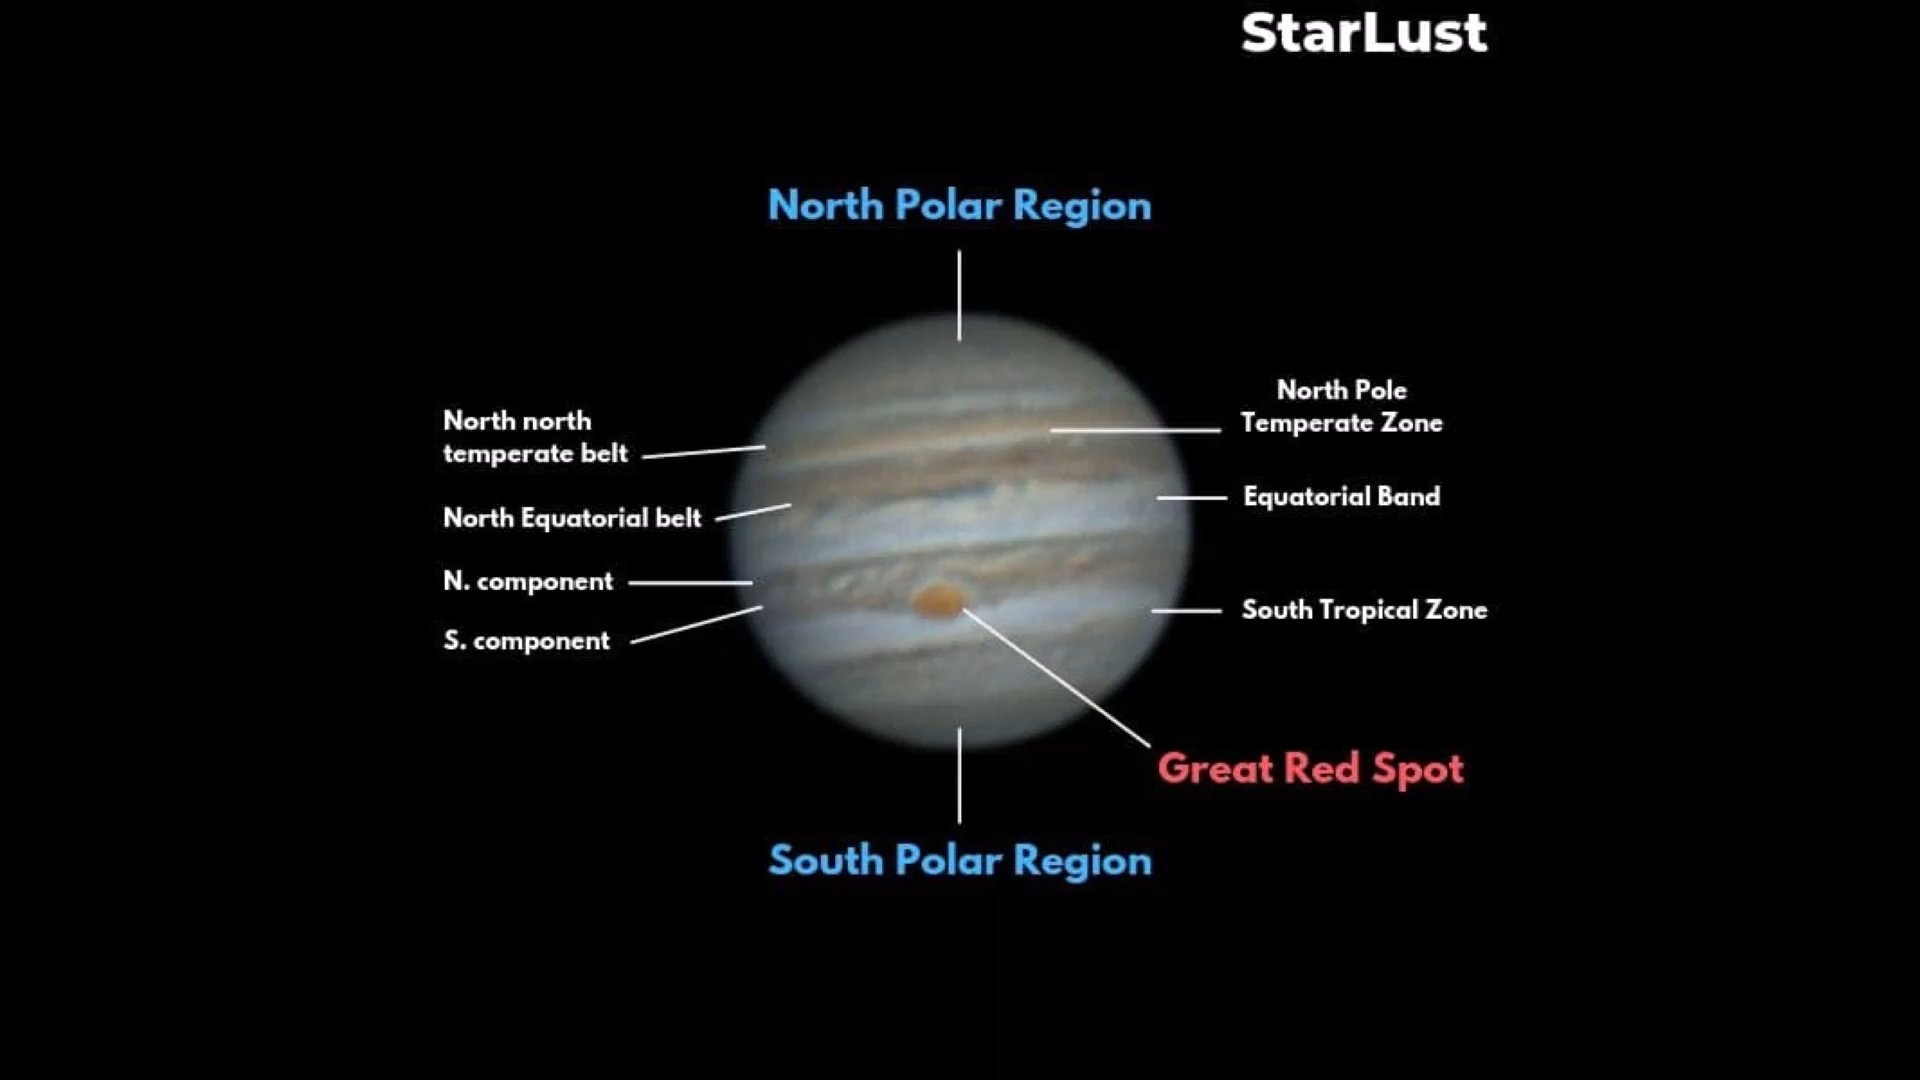 StarLust
North Polar Region
North Pole
Temperate Zone
North north
temperate belt
Equatorial Band
North Equatorial belt
N. component
South Tropical Zone
S. component
Great Red Spot
South Polar Region